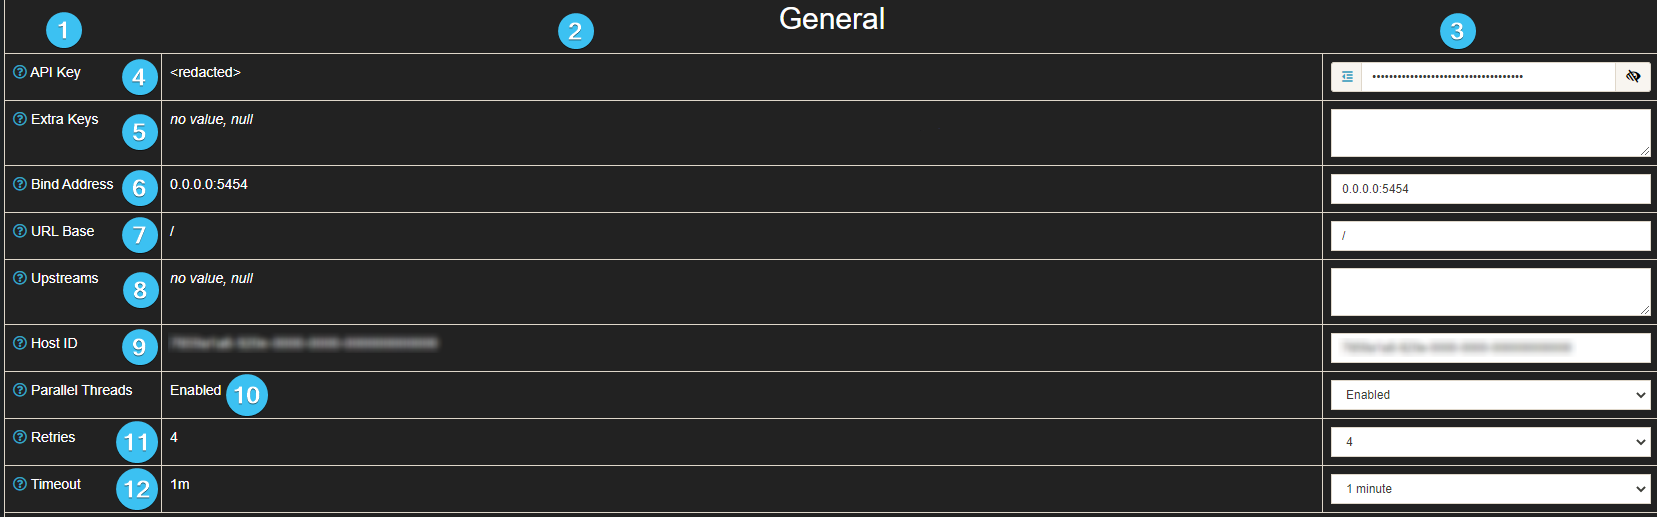 General
1 2 3
? API Key 4 <redacted> ••••••••••••••••••••••••••••••••••••
? Extra Keys 5 no value, null
? Bind Address 6 0.0.0.0:5454 0.0.0.0:5454
? URL Base 7 / /
? Upstreams 8 no value, null
? Host ID 9
? Parallel Threads Enabled 10 Enabled
? Retries 11 4 4
? Timeout 12 1m 1 minute